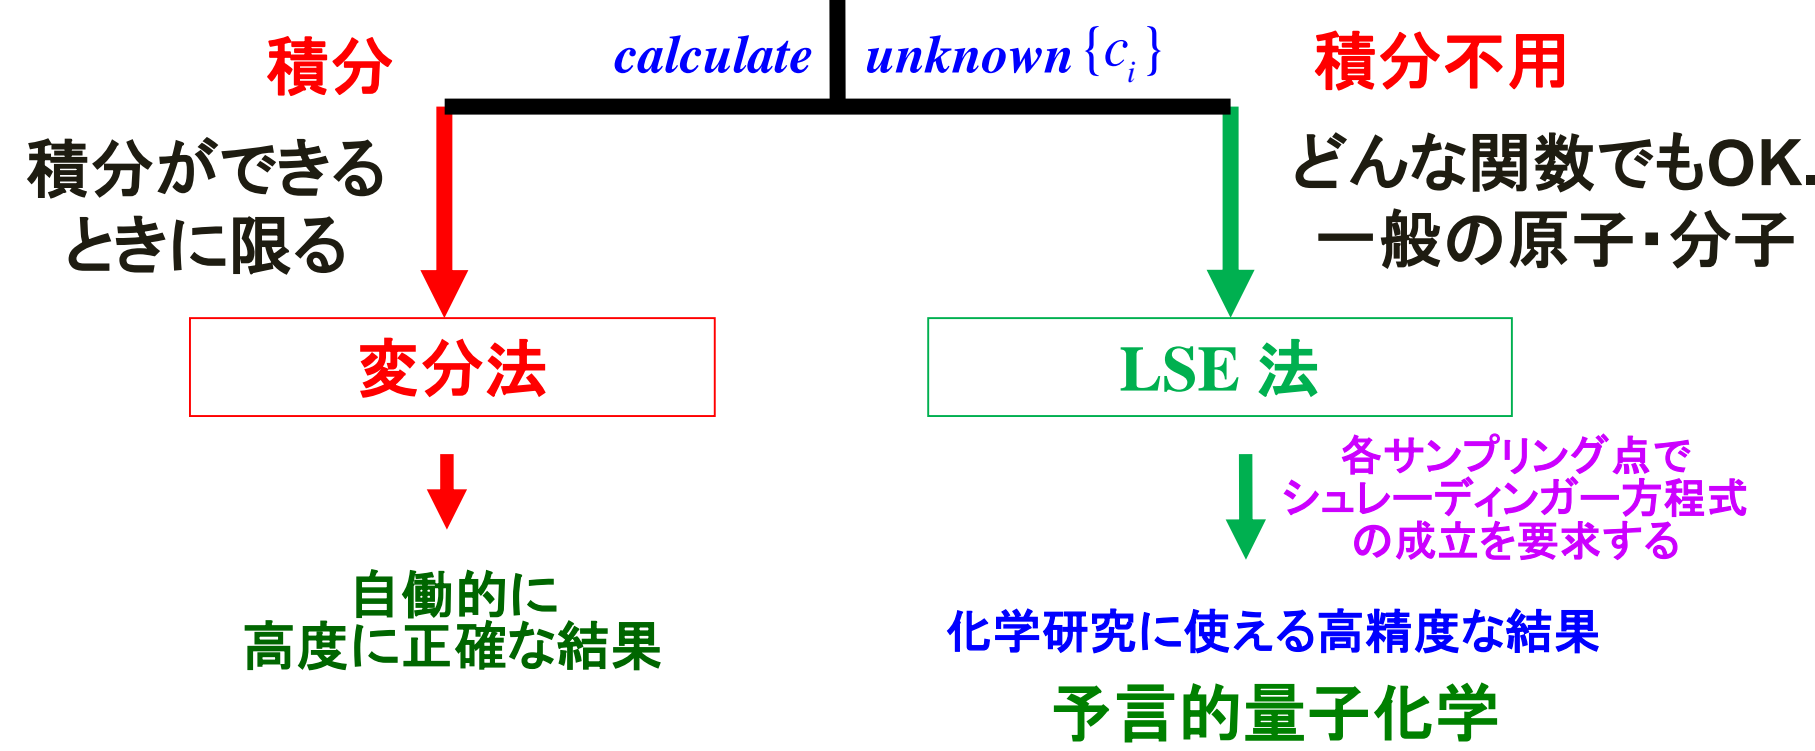 calculate unknown {c_i}
積分
積分ができる
ときに限る
変分法
自働的に
高度に正確な結果
積分不用
どんな関数でもOK.
一般の原子・分子
LSE 法
各サンプリング点で
シュレーディンガー方程式
の成立を要求する
化学研究に使える高精度な結果
予言的量子化学